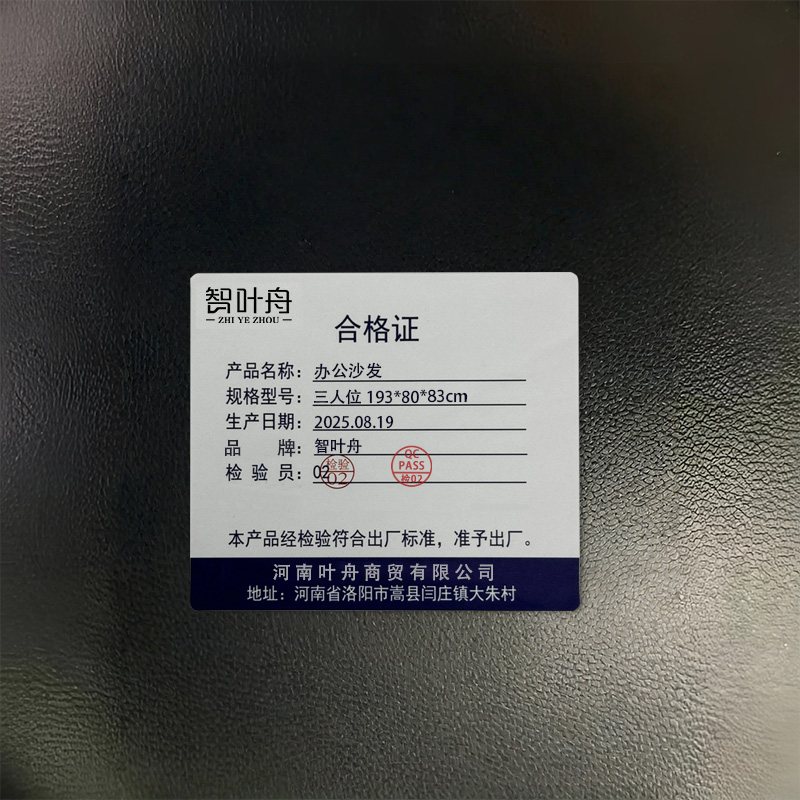 智叶舟
ZHI YE ZHOU
合格证
产品名称：办公沙发
规格型号：三人位 193*80*83cm
生产日期：2025.08.19
品 牌：智叶舟
检 验 员：02
检验
02
QC
PASS
检02
本产品经检验符合出厂标准，准予出厂。
河南叶舟商贸有限公司
地址：河南省洛阳市嵩县闫庄镇大朱村